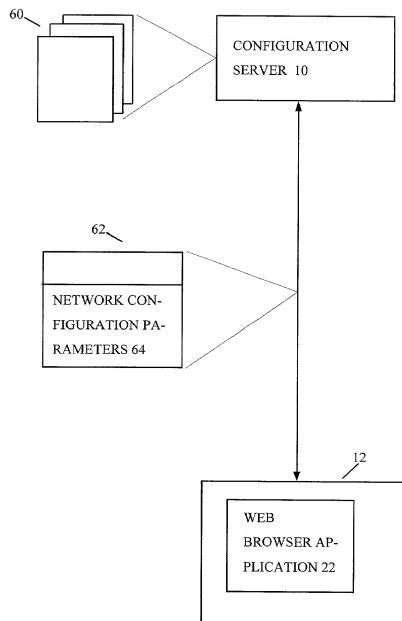 60
CONFIGURATION
SERVER 10
62
NETWORK CON-
FIGURATION PA-
RAMETERS 64
12
WEB
BROWSER AP-
PLICATION 22